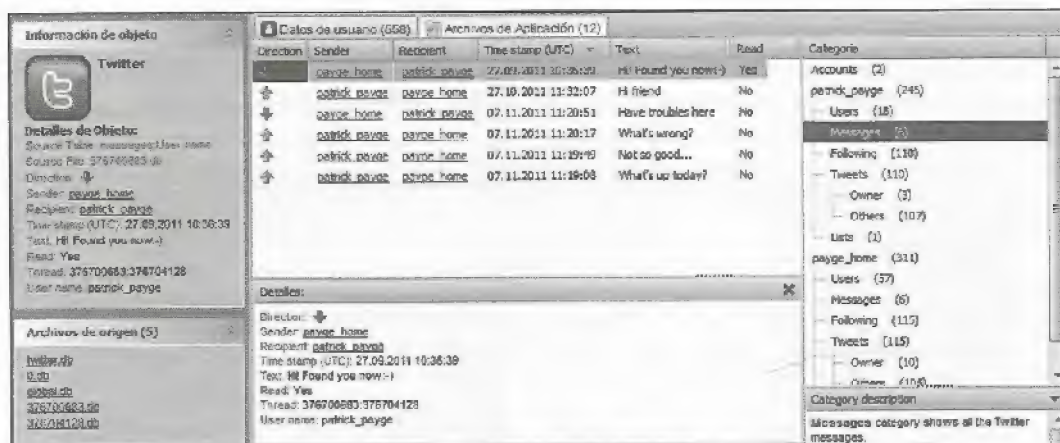 Información de objeto
Twitter
Detalles de Objeto:
Source Table: messages;User name
Source File: 376700683.db
Direction:
Sender: payge_home
Recipient: patrick_payge
Time stamp (UTC): 27.09.2011 10:36:39
Text: Hi! Found you now:-)
Read: Yes
Thread: 376700683:376704128
User name: patrick_payge
Archivos de origen (5)
twitter.db
0.db
global.db
376700683.db
376704128.db
Datos de usuario (658) Archivos de Aplicación (12)
Direction Sender Recipient Time stamp (UTC) Text Read
payge_home patrick_payge 27.09.2011 10:36:39 Hi! Found you now:-) Yes
patrick_payge payge_home 27.10.2011 11:32:07 Hi friend No
payge_home patrick_payge 07.11.2011 11:20:51 Have troubles here No
patrick_payge payge_home 07.11.2011 11:20:17 What's wrong? No
patrick_payge payge_home 07.11.2011 11:19:49 Not so good... No
patrick_payge payge_home 07.11.2011 11:19:08 What's up today? No
Detalles:
Direction:
Sender: payge_home
Recipient: patrick_payge
Time stamp (UTC): 27.09.2011 10:36:39
Text: Hi! Found you now:-)
Read: Yes
Thread: 376700683:376704128
User name: patrick_payge
Categorie
Accounts (2)
patrick_payge (245)
Users (18)
Messages (6)
Following (110)
Tweets (110)
Owner (3)
Others (107)
Lists (1)
payge_home (311)
Users (57)
Messages (6)
Following (115)
Tweets (115)
Owner (10)
Others (105)
Category description
Messages category shows all the Twitter
messages.